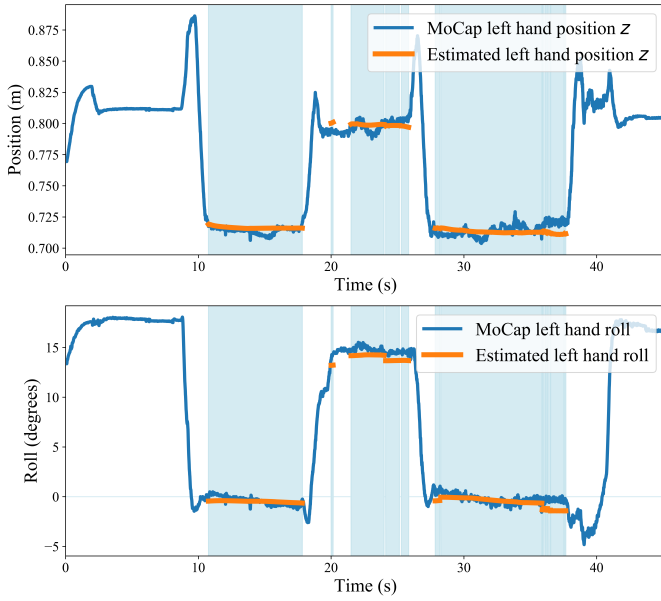 0.875
0.850
0.825
0.800
0.775
0.750
0.725
0.700
Position (m)
MoCap left hand position z
Estimated left hand position z
0 10 20 30 40
Time (s)
15
10
5
0
−5
Roll (degrees)
MoCap left hand roll
Estimated left hand roll
0 10 20 30 40
Time (s)